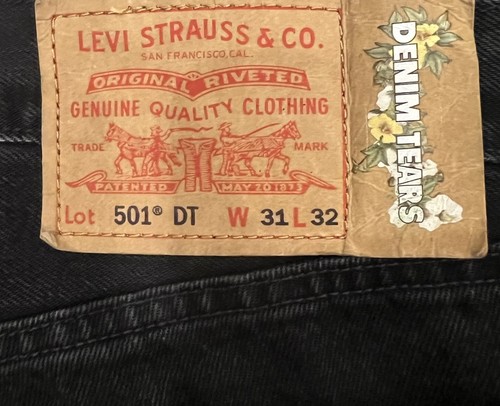 LEVI STRAUSS & CO.
SAN FRANCISCO, CAL.
ORIGINAL RIVETED
GENUINE QUALITY CLOTHING
TRADE MARK
PATENTED MAY 20 1873
Lot 501® DT W 31 L 32
DENIM TEARS